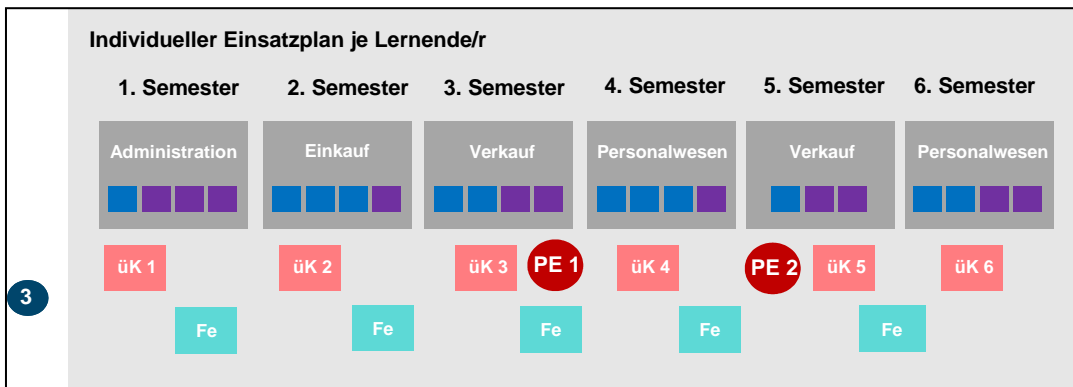 Individueller Einsatzplan je Lernende/r
1. Semester 2. Semester 3. Semester 4. Semester 5. Semester 6. Semester
Administration Einkauf Verkauf Personalwesen Verkauf Personalwesen
üK 1 üK 2 üK 3 PE 1 üK 4 PE 2 üK 5 üK 6
3
Fe Fe Fe Fe Fe